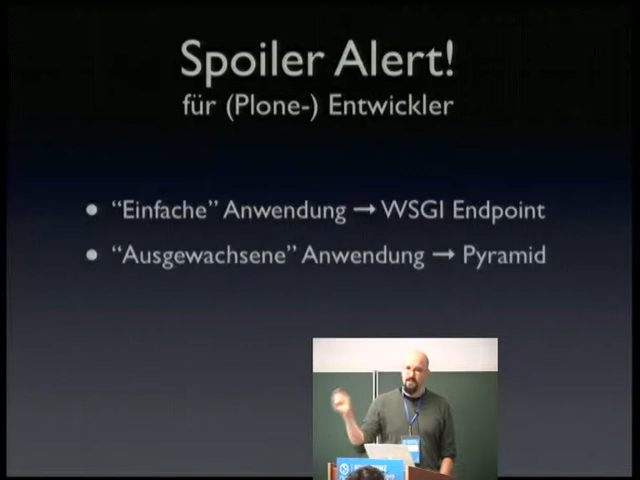 Spoiler Alert!
für (Plone-) Entwickler
• “Einfache” Anwendung → WSGI Endpoint
• “Ausgewachsene” Anwendung → Pyramid